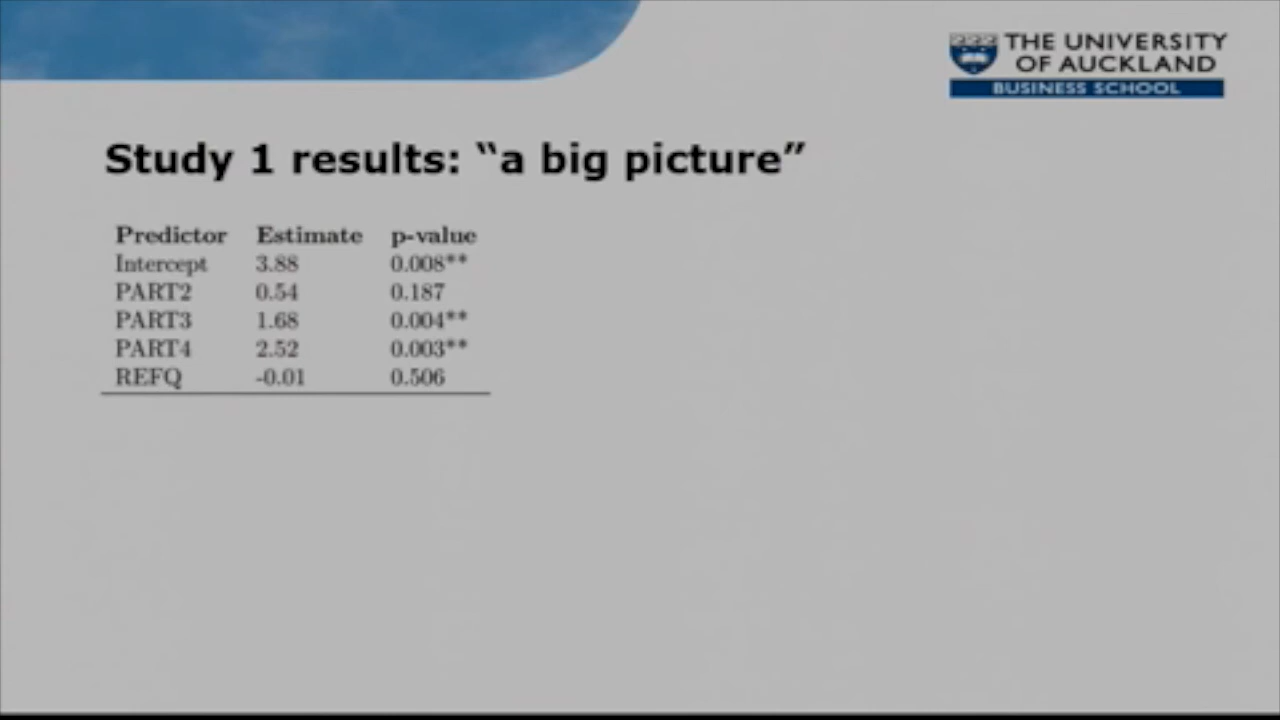 THE UNIVERSITY
OF AUCKLAND
BUSINESS SCHOOL
Study 1 results: “a big picture”
Predictor Estimate p-value
Intercept 3.88 0.008**
PART2 0.54 0.187
PART3 1.68 0.004**
PART4 2.52 0.003**
REFQ -0.01 0.506